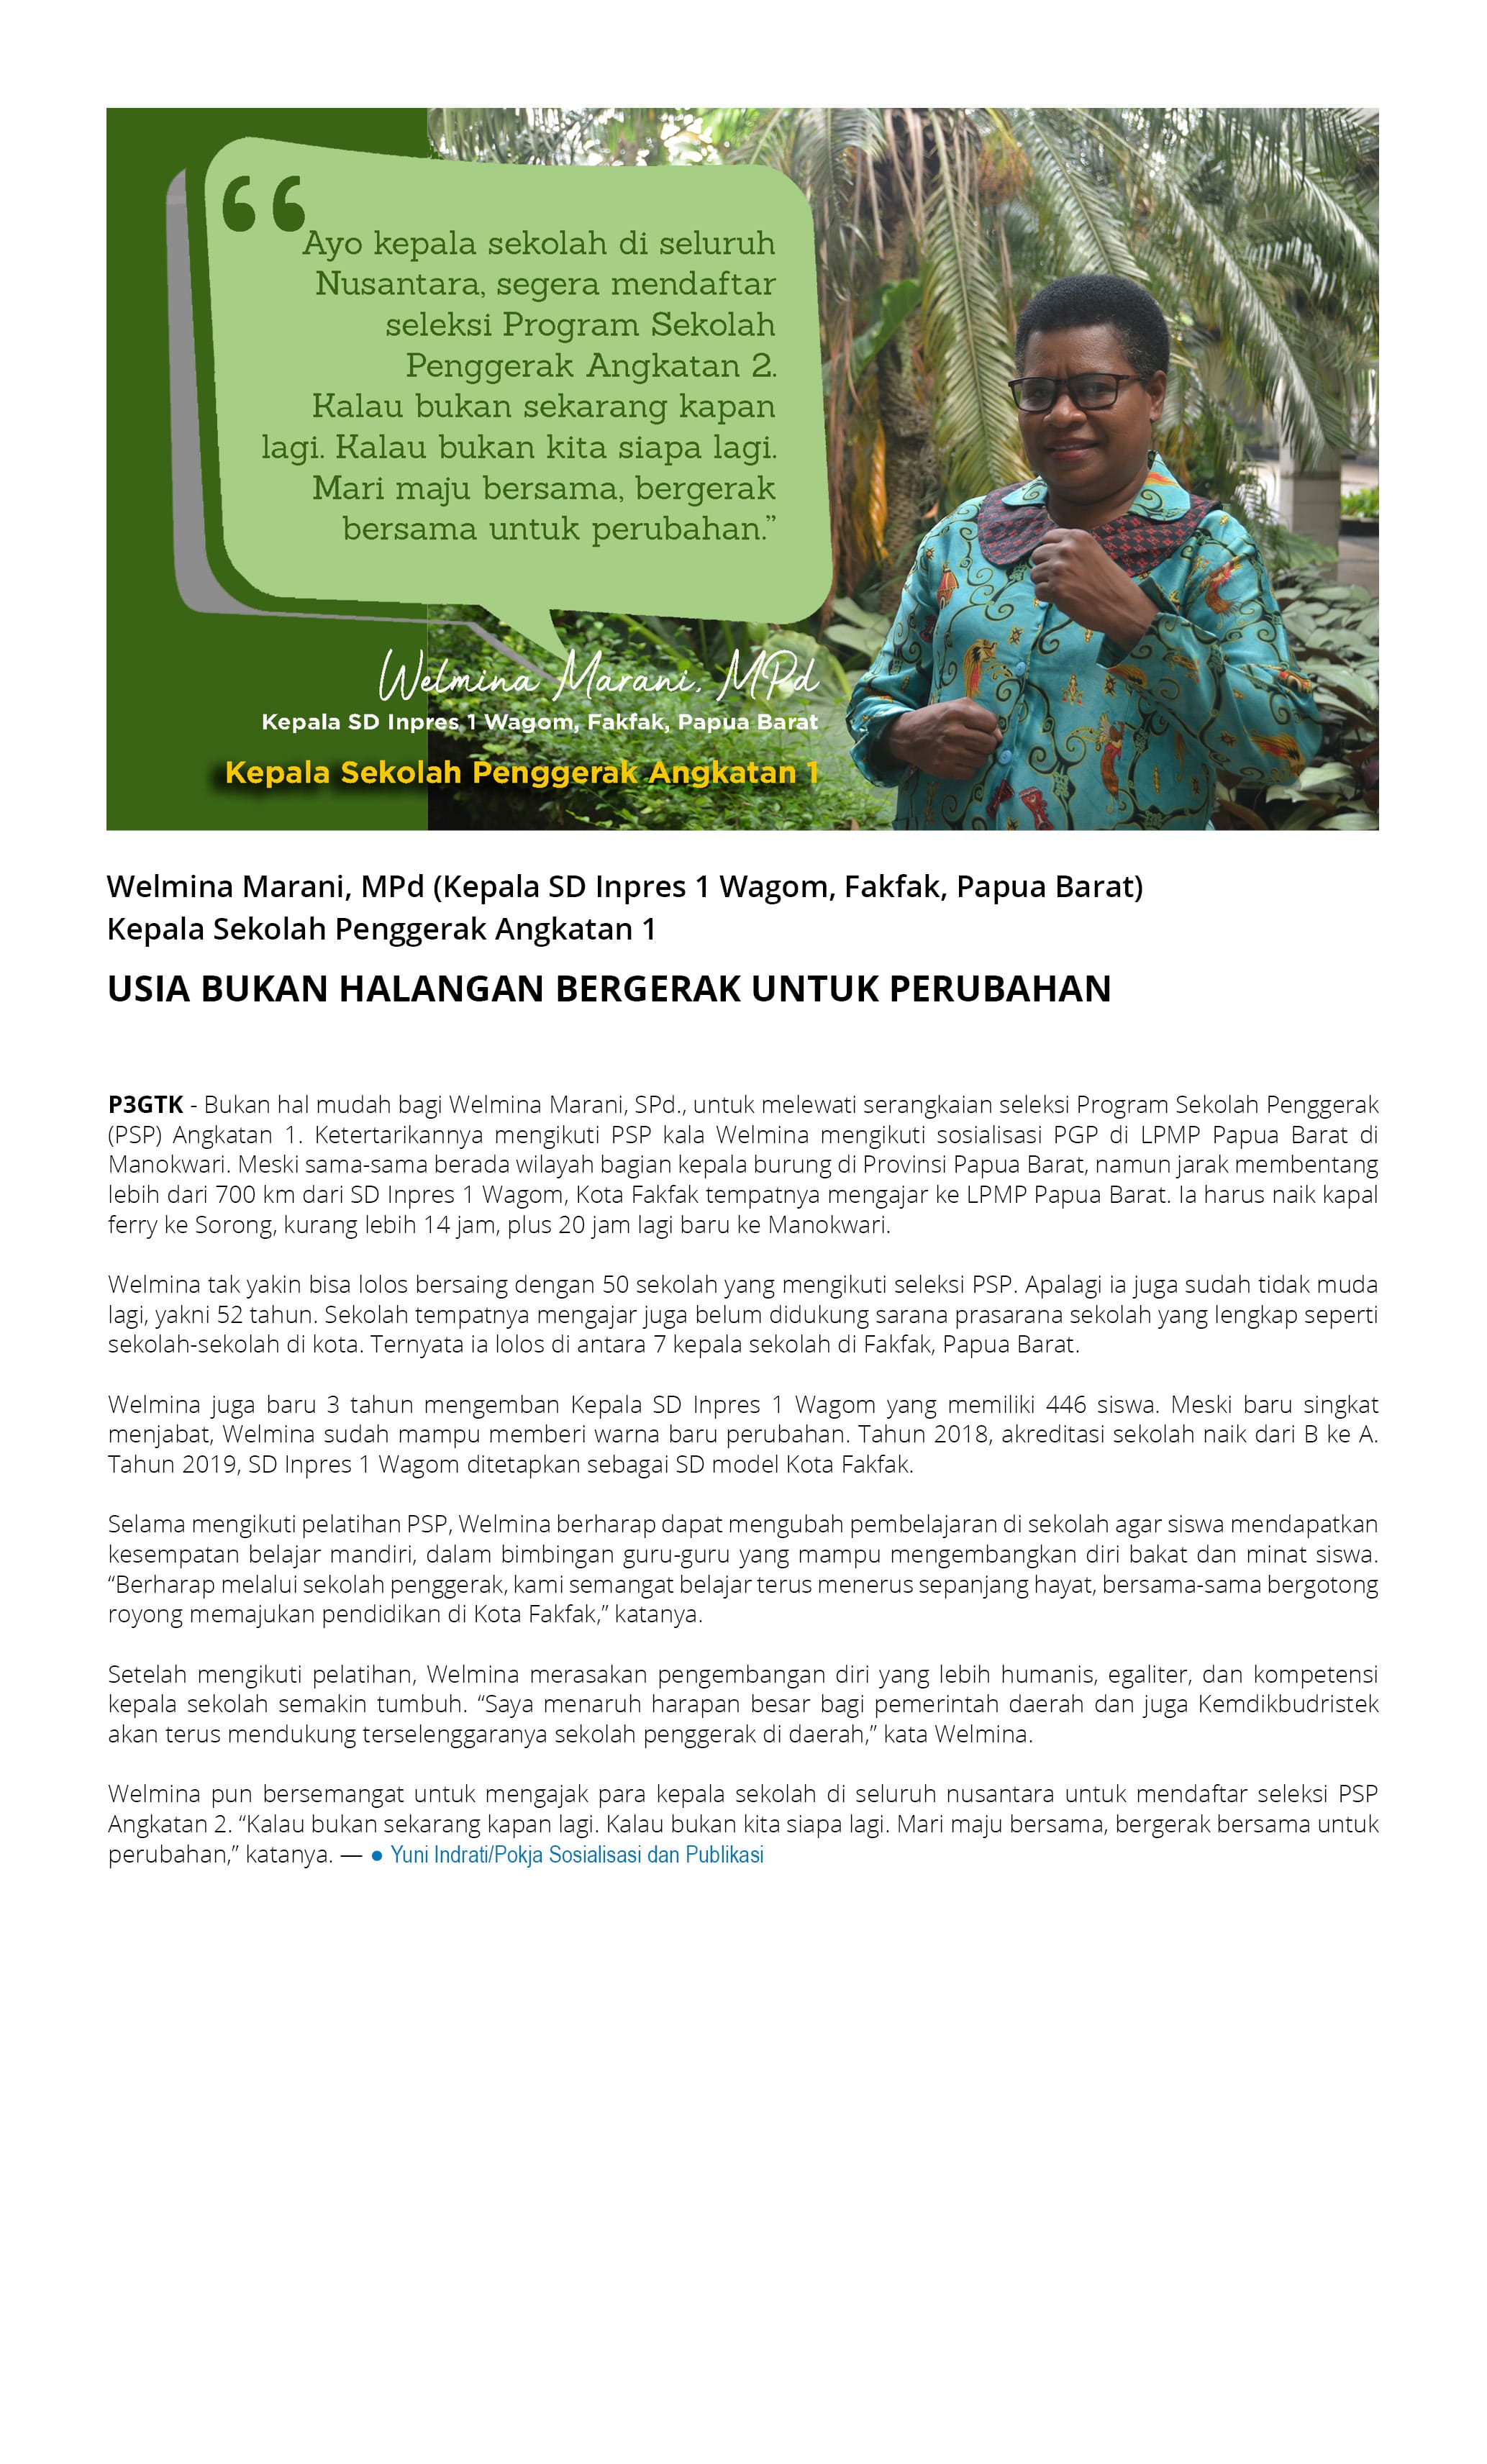 “Ayo kepala sekolah di seluruh
Nusantara, segera mendaftar
seleksi Program Sekolah
Penggerak Angkatan 2.
Kalau bukan sekarang kapan
lagi. Kalau bukan kita siapa lagi.
Mari maju bersama, bergerak
bersama untuk perubahan.”
Welmina Marani, MPd
Kepala SD Inpres 1 Wagom, Fakfak, Papua Barat
Kepala Sekolah Penggerak Angkatan 1
Welmina Marani, MPd (Kepala SD Inpres 1 Wagom, Fakfak, Papua Barat)
Kepala Sekolah Penggerak Angkatan 1
USIA BUKAN HALANGAN BERGERAK UNTUK PERUBAHAN
P3GTK - Bukan hal mudah bagi Welmina Marani, SPd., untuk melewati serangkaian seleksi Program Sekolah Penggerak
(PSP) Angkatan 1. Ketertarikannya mengikuti PSP kala Welmina mengikuti sosialisasi PGP di LPMP Papua Barat di
Manokwari. Meski sama-sama berada wilayah bagian kepala burung di Provinsi Papua Barat, namun jarak membentang
lebih dari 700 km dari SD Inpres 1 Wagom, Kota Fakfak tempatnya mengajar ke LPMP Papua Barat. Ia harus naik kapal
ferry ke Sorong, kurang lebih 14 jam, plus 20 jam lagi baru ke Manokwari.
Welmina tak yakin bisa lolos bersaing dengan 50 sekolah yang mengikuti seleksi PSP. Apalagi ia juga sudah tidak muda
lagi, yakni 52 tahun. Sekolah tempatnya mengajar juga belum didukung sarana prasarana sekolah yang lengkap seperti
sekolah-sekolah di kota. Ternyata ia lolos di antara 7 kepala sekolah di Fakfak, Papua Barat.
Welmina juga baru 3 tahun mengemban Kepala SD Inpres 1 Wagom yang memiliki 446 siswa. Meski baru singkat
menjabat, Welmina sudah mampu memberi warna baru perubahan. Tahun 2018, akreditasi sekolah naik dari B ke A.
Tahun 2019, SD Inpres 1 Wagom ditetapkan sebagai SD model Kota Fakfak.
Selama mengikuti pelatihan PSP, Welmina berharap dapat mengubah pembelajaran di sekolah agar siswa mendapatkan
kesempatan belajar mandiri, dalam bimbingan guru-guru yang mampu mengembangkan diri bakat dan minat siswa.
“Berharap melalui sekolah penggerak, kami semangat belajar terus menerus sepanjang hayat, bersama-sama bergotong
royong memajukan pendidikan di Kota Fakfak,” katanya.
Setelah mengikuti pelatihan, Welmina merasakan pengembangan diri yang lebih humanis, egaliter, dan kompetensi
kepala sekolah semakin tumbuh. “Saya menaruh harapan besar bagi pemerintah daerah dan juga Kemdikbudristek
akan terus mendukung terselenggaranya sekolah penggerak di daerah,” kata Welmina.
Welmina pun bersemangat untuk mengajak para kepala sekolah di seluruh nusantara untuk mendaftar seleksi PSP
Angkatan 2. “Kalau bukan sekarang kapan lagi. Kalau bukan kita siapa lagi. Mari maju bersama, bergerak bersama untuk
perubahan,” katanya. — ● Yuni Indrati/Pokja Sosialisasi dan Publikasi